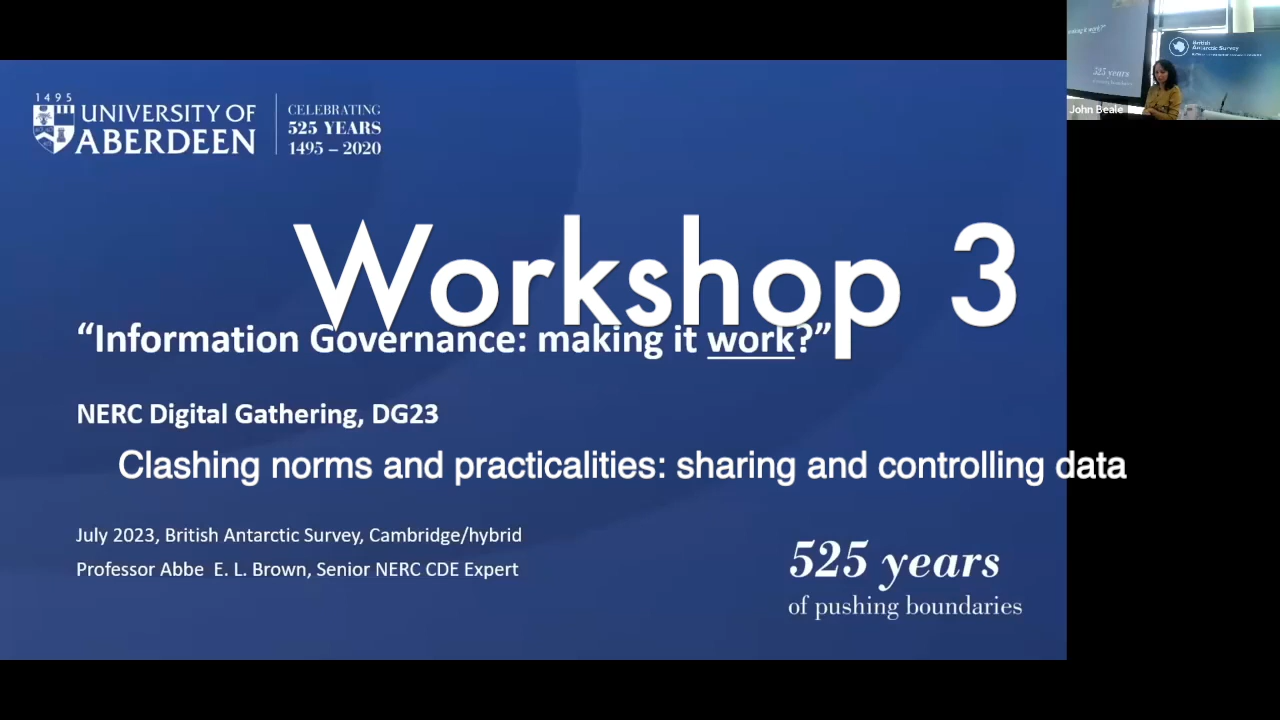 1495
UNIVERSITY OF
ABERDEEN
CELEBRATING
525 YEARS
1495 – 2020
Workshop 3
“Information Governance: making it work?”
NERC Digital Gathering, DG23
Clashing norms and practicalities: sharing and controlling data
July 2023, British Antarctic Survey, Cambridge/hybrid
Professor Abbe E. L. Brown, Senior NERC CDE Expert
525 years
of pushing boundaries
British
Antarctic Survey
525 years
John Beale